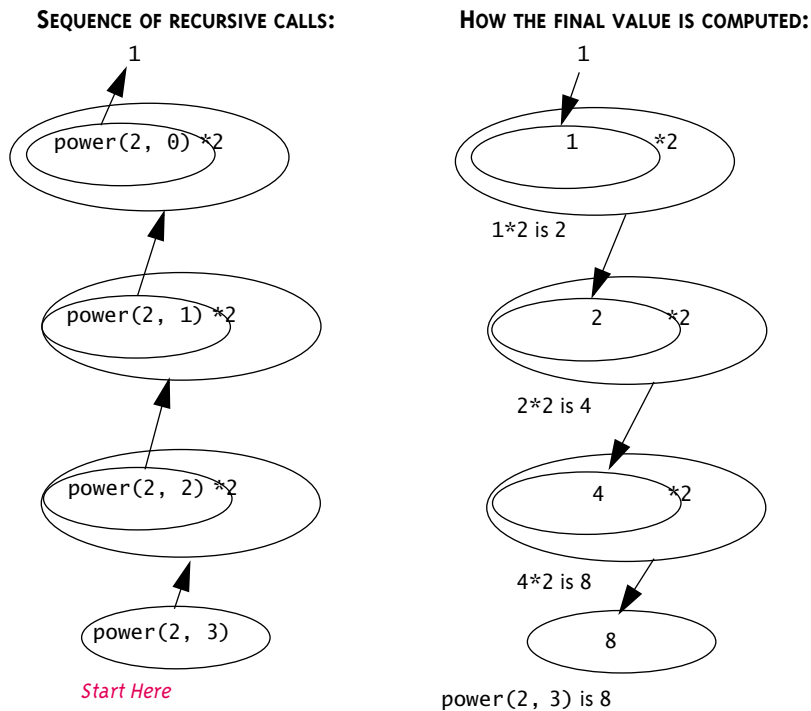 SEQUENCE OF RECURSIVE CALLS:
1
power(2, 0) *2
power(2, 1) *2
power(2, 2) *2
power(2, 3)
Start Here
HOW THE FINAL VALUE IS COMPUTED:
1
1 *2
1*2 is 2
2 *2
2*2 is 4
4 *2
4*2 is 8
8
power(2, 3) is 8